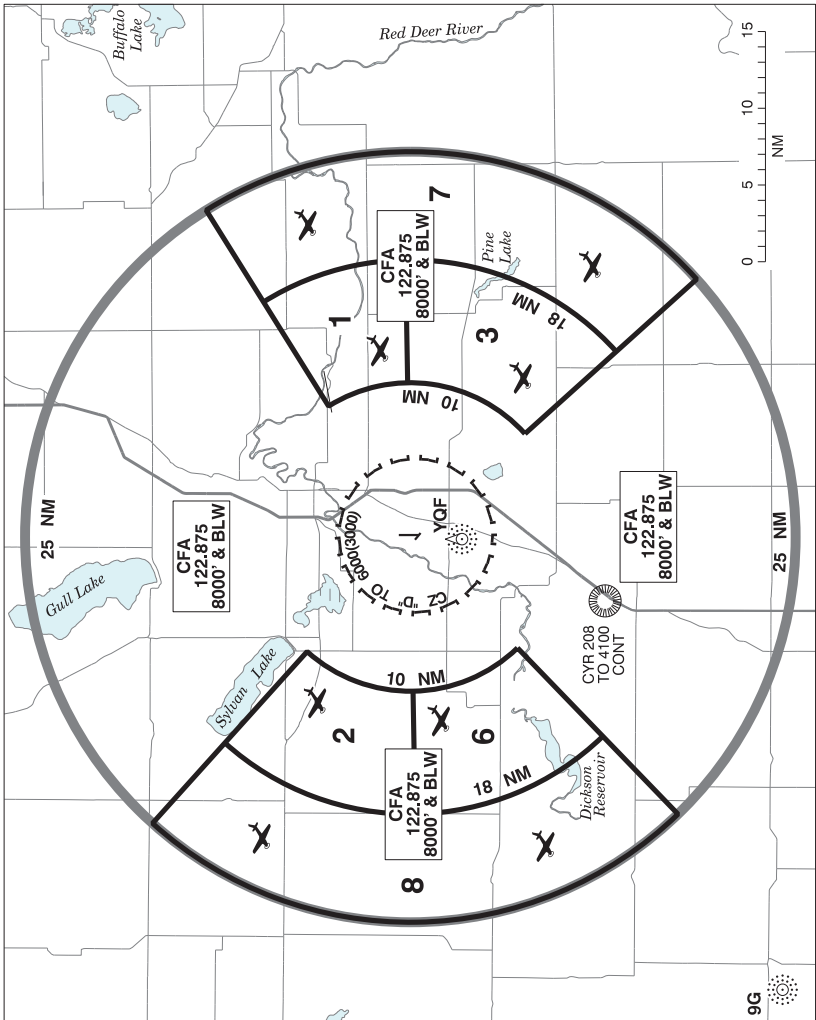 Buffalo
Lake
Red Deer River
15
10
5
0
NM
7
CFA
122.875
8000' & BLW
Pine
Lake
18 NM
1
3
10 NM
25 NM
CFA
122.875
8000' & BLW
Gull Lake
YQF
CZ "D" TO 6000(3000)
CFA
122.875
8000' & BLW
25 NM
CYR 208
TO 4100
CONT
Sylvan Lake
10 NM
2
6
CFA
122.875
8000' & BLW
18 NM
Dickson
Reservoir
8
9G